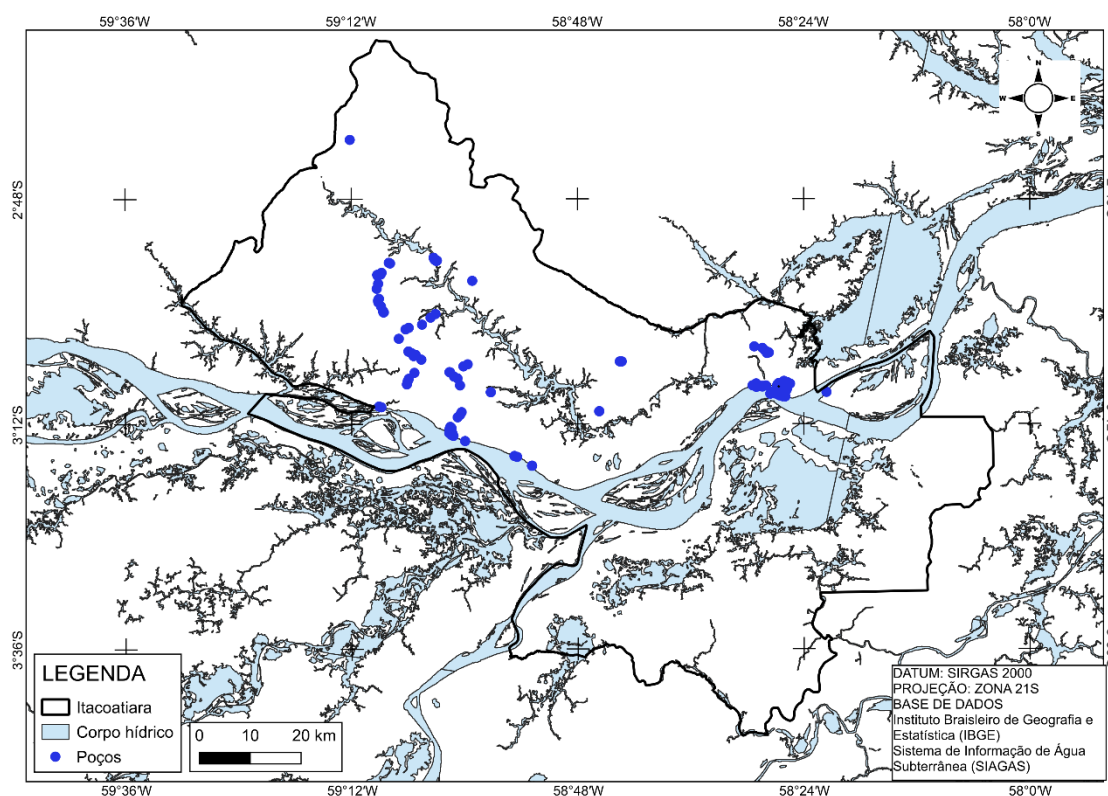 59°36'W 59°12'W 58°48'W 58°24'W 58°0'W
N
W E
S
2°48'S
3°12'S
3°36'S
LEGENDA
Itacoatiara
Corpo hídrico
Poços
0 10 20 km
DATUM: SIRGAS 2000
PROJEÇÃO: ZONA 21S
BASE DE DADOS
Instituto Braisleiro de Geografia e
Estatística (IBGE)
Sistema de Informação de Água
Subterrânea (SIAGAS)
59°36'W 59°12'W 58°48'W 58°24'W 58°0'W